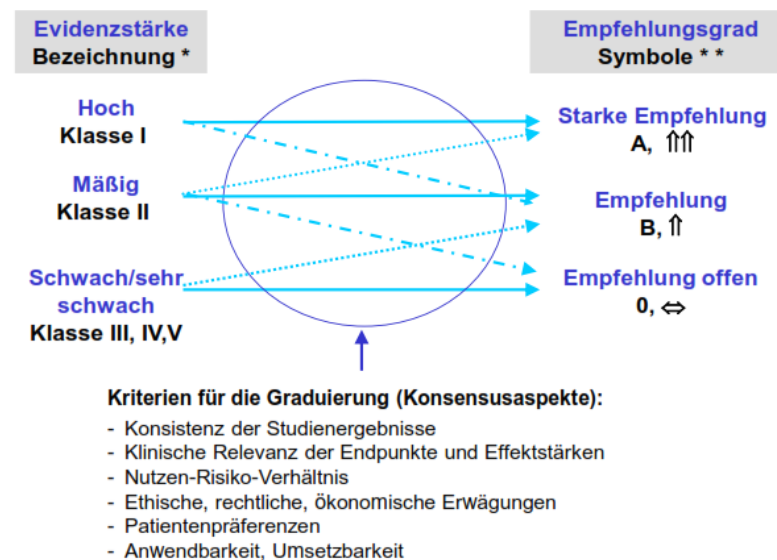 Evidenzstärke
Bezeichnung *
Empfehlungsgrad
Symbole * *
Hoch
Klasse I
Starke Empfehlung
A, ⇑⇑
Mäßig
Klasse II
Empfehlung
B, ⇑
Schwach/sehr
schwach
Klasse III, IV,V
Empfehlung offen
0, ⇔
Kriterien für die Graduierung (Konsensusaspekte):
- Konsistenz der Studienergebnisse
- Klinische Relevanz der Endpunkte und Effektstärken
- Nutzen-Risiko-Verhältnis
- Ethische, rechtliche, ökonomische Erwägungen
- Patientenpräferenzen
- Anwendbarkeit, Umsetzbarkeit